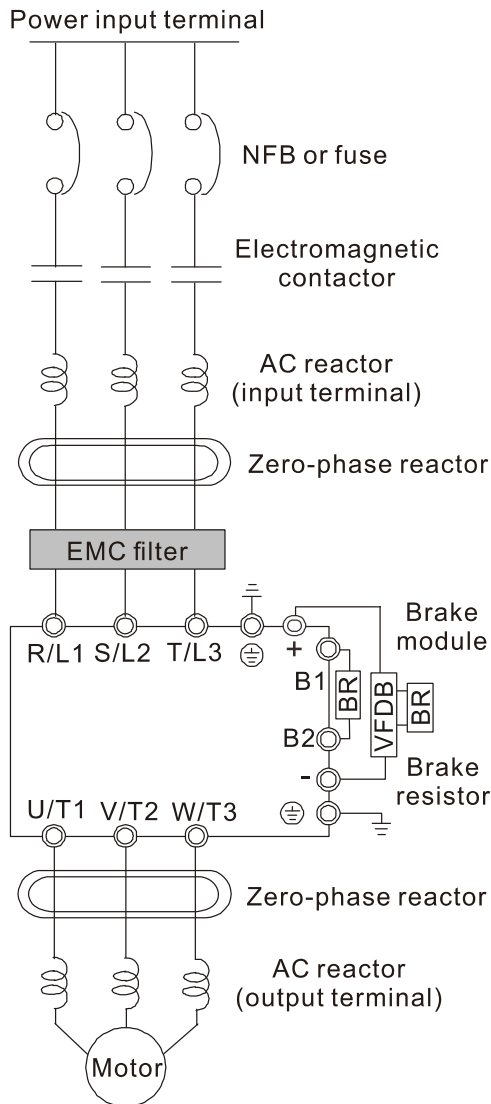 Power input terminal
NFB or fuse
Electromagnetic
contactor
AC reactor
(input terminal)
Zero-phase reactor
EMC filter
R/L1 S/L2 T/L3
+
Brake
module
B1
BR
VFDB
BR
B2
-
Brake
resistor
U/T1 V/T2 W/T3
Zero-phase reactor
AC reactor
(output terminal)
Motor